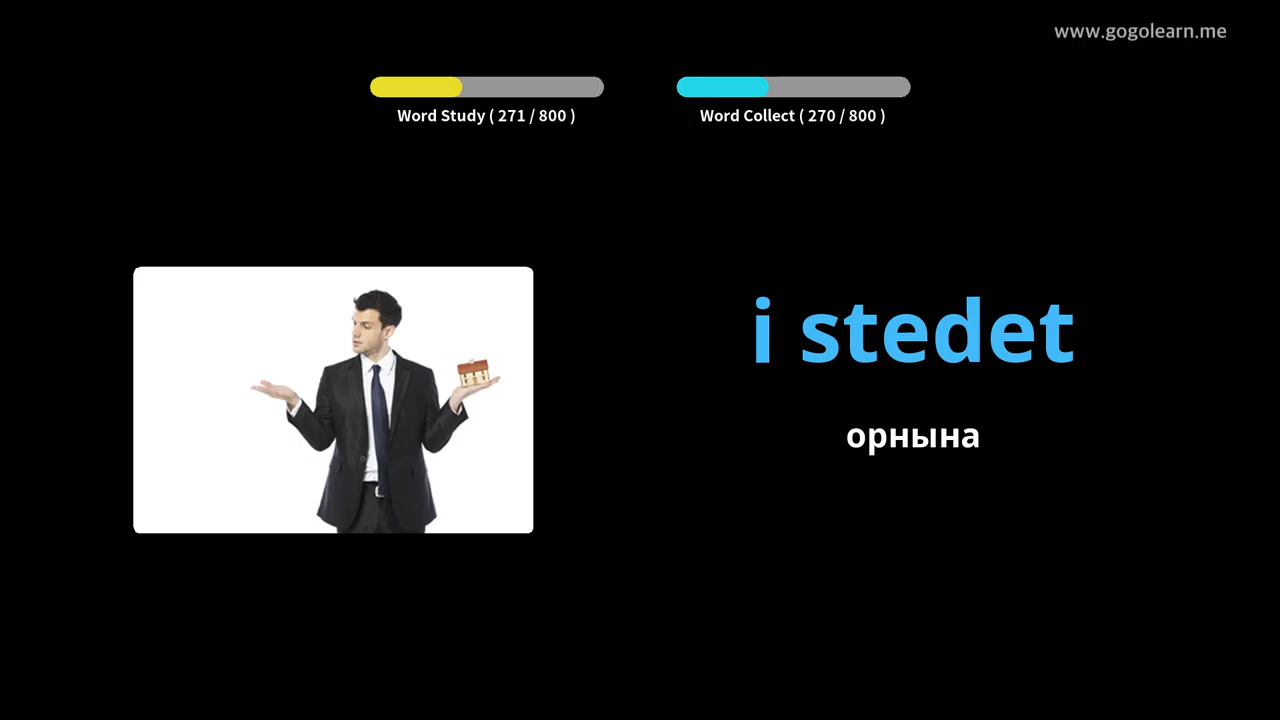 www.gogolearn.me
Word Study ( 271 / 800 )
Word Collect ( 270 / 800 )
i stedet
орнына